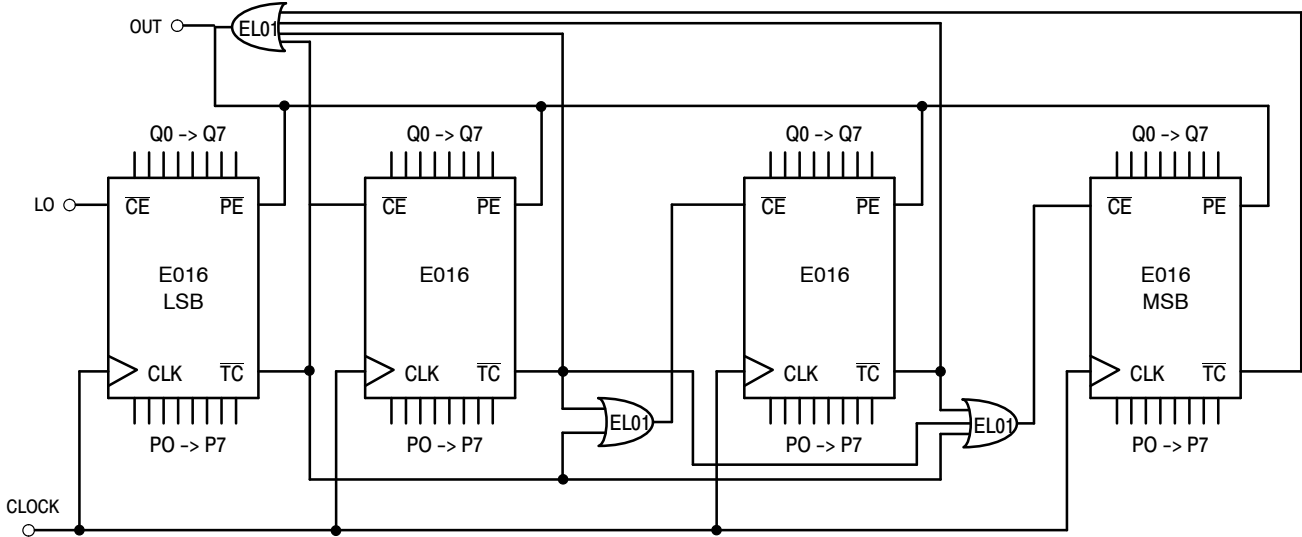 OUT EL01
Q0 -> Q7 Q0 -> Q7 Q0 -> Q7 Q0 -> Q7
LO CE PE CE PE CE PE CE PE
E016 E016 E016 E016
LSB MSB
CLK TC CLK TC CLK TC CLK TC
EL01 EL01
PO -> P7 PO -> P7 PO -> P7 PO -> P7
CLOCK